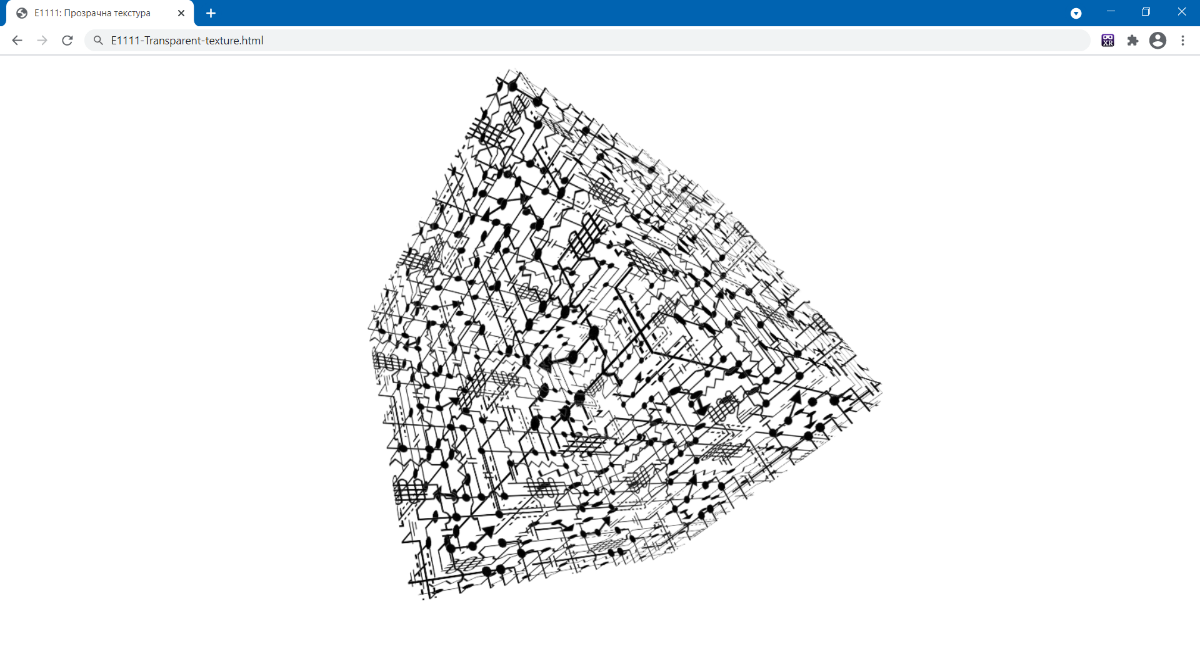 E1111: Прозрачна текстура
E1111-Transparent-texture.html